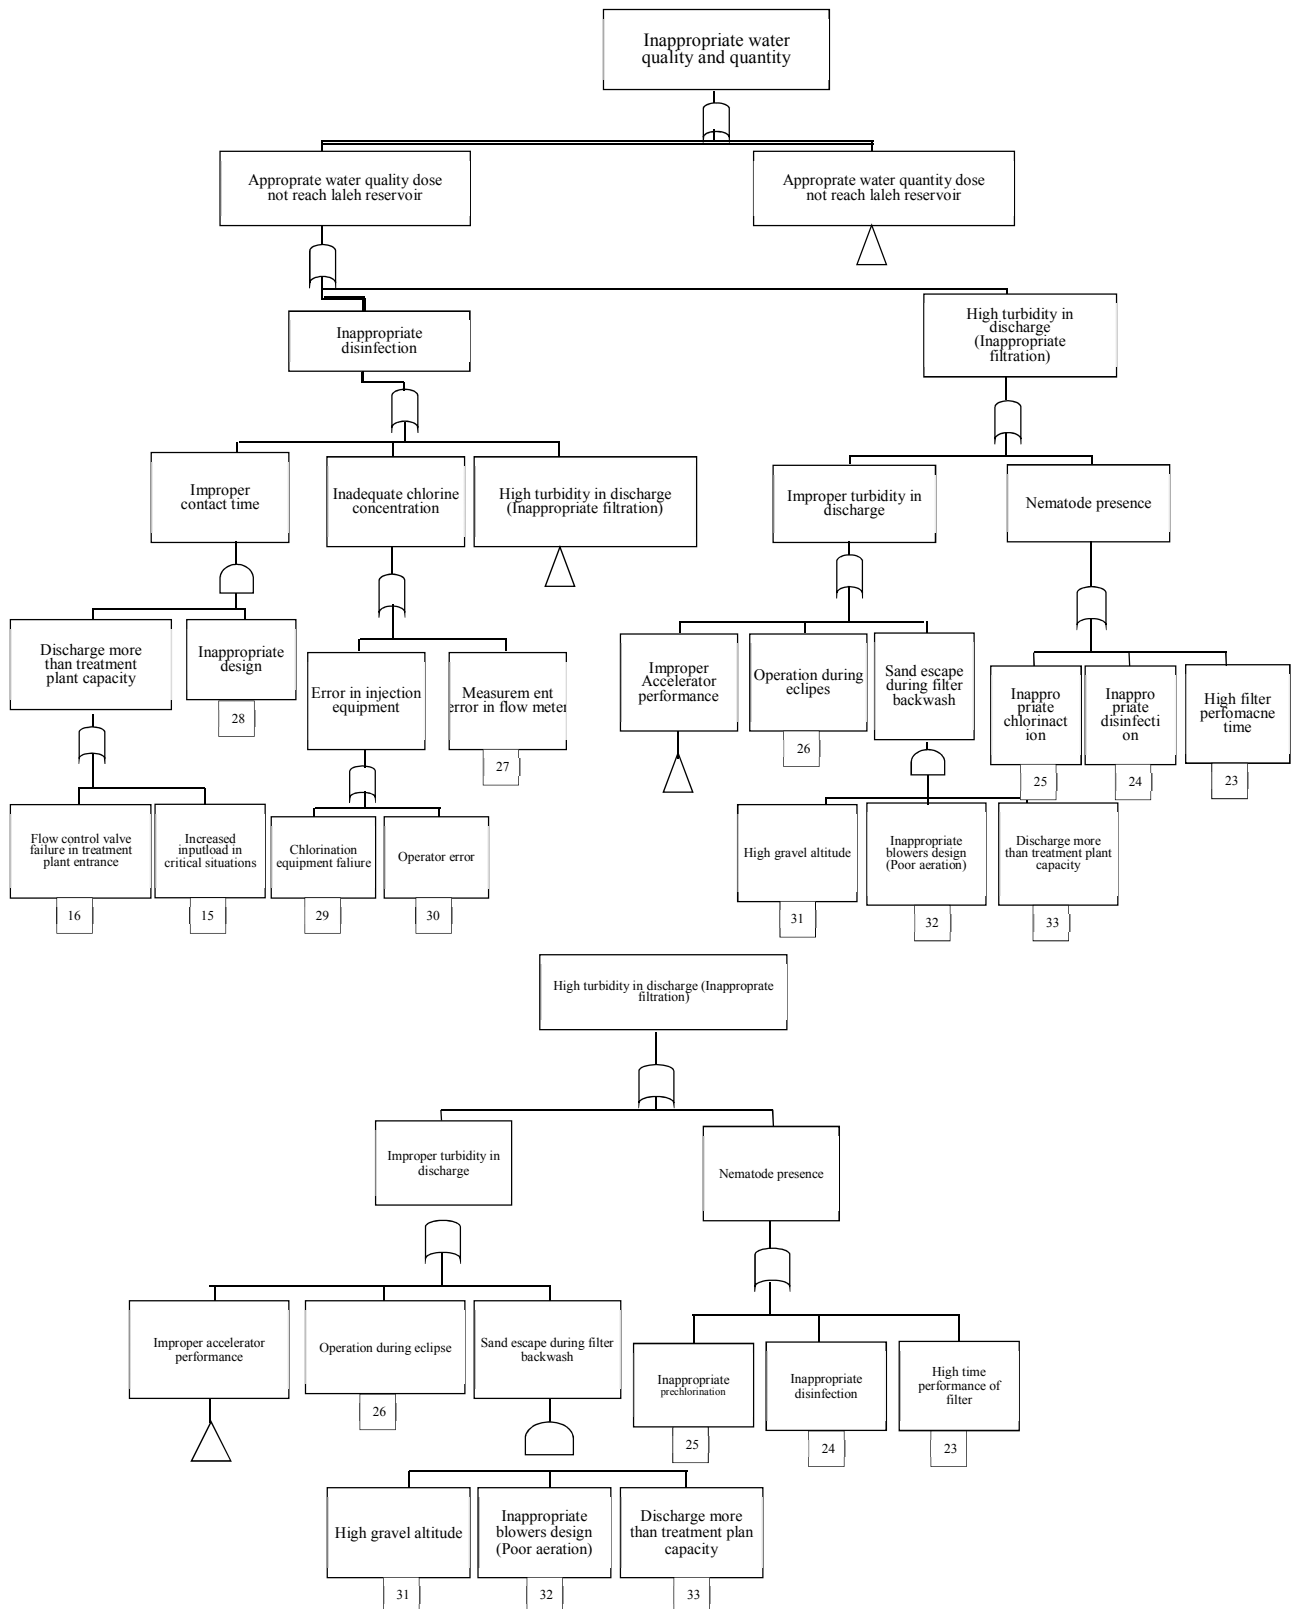 Inappropriate water
quality and quantity
Approprate water quality dose
not reach laleh reservoir
Approprate water quantity dose
not reach laleh reservoir
Inappropriate
disinfection
High turbidity in
discharge
(Inappropriate
filtration)
Improper
contact time
Inadequate chlorine
concentration
High turbidity in discharge
(Inappropriate filtration)
Improper turbidity in
discharge
Nematode presence
Discharge more
than treatment
plant capacity
Inappropriate
design
28
Error in injection
equipment
Measurem ent
error in flow meter
27
Improper
Accelerator
performance
Operation during
eclipes
26
Sand escape
during filter
backwash
Inappro
priate
chlorinact
ion
25
Inappro
priate
disinfecti
on
24
High filter
perfomacne
time
23
Flow control valve
failure in treatment
plant entrance
16
Increased
inputload in
critical situations
15
Chlorination
equipment faliure
29
Operator error
30
High gravel altitude
31
Inappropriate
blowers design
(Poor aeration)
32
Discharge more
than treatment plant
capacity
33
High turbidity in discharge (Inapproprate
filtration)
Improper turbidity in
discharge
Nematode presence
Improper accelerator
performance
Operation during eclipse
26
Sand escape during filter
backwash
Inappropriate
prechlorination
25
Inappropriate
disinfection
24
High time
performance of
filter
23
High gravel altitude
31
Inappropriate
blowers design
(Poor aeration)
32
Discharge more
than treatment plan
capacity
33